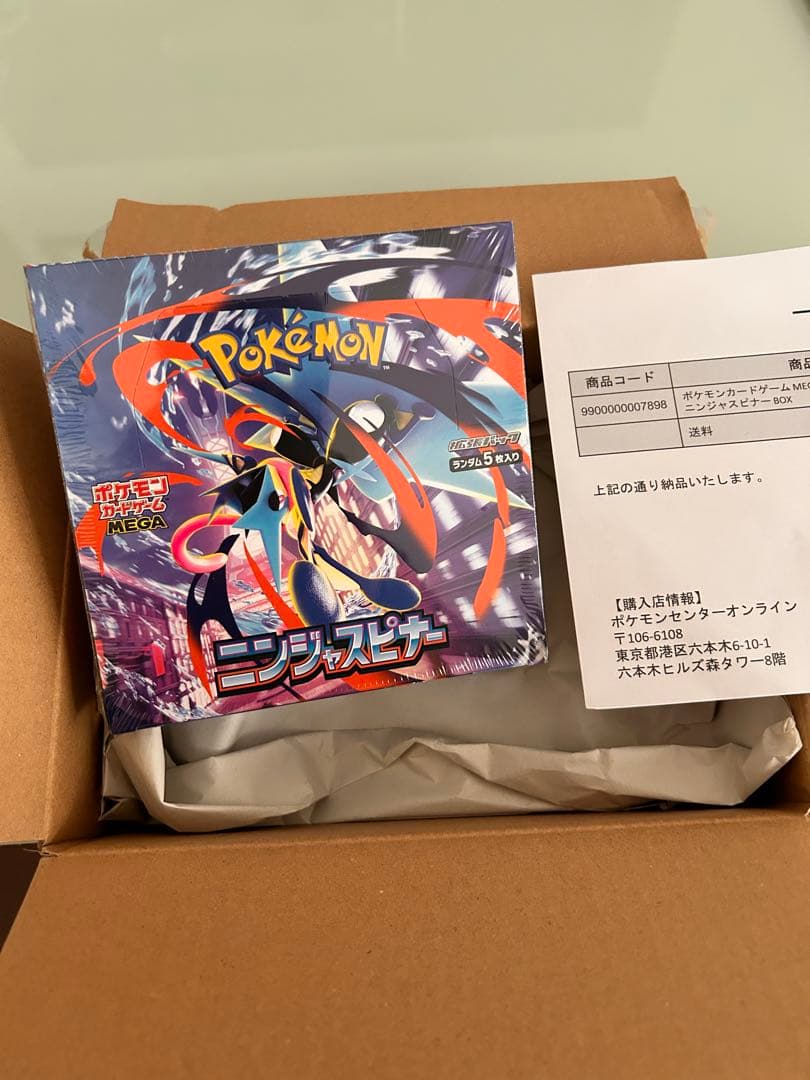 POKÉMON
TM
拡張パック
ランダム5枚入り
ポケモン
カードゲーム
MEGA
ニンジャスピナー
商品コード
9900000007898
ポケモンカードゲーム
ニンジャスピナー BOX
送料
上記の通り納品いたします。
【購入店情報】
ポケモンセンターオンライン
〒106-6108
東京都港区六本木6-10-1
六本木ヒルズ森タワー8階